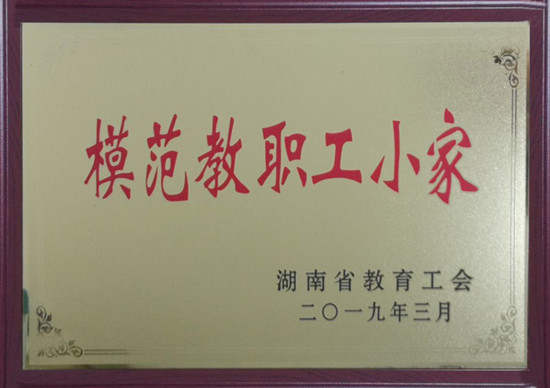 模范教职工小家
湖南省教育工会
二〇一九年三月